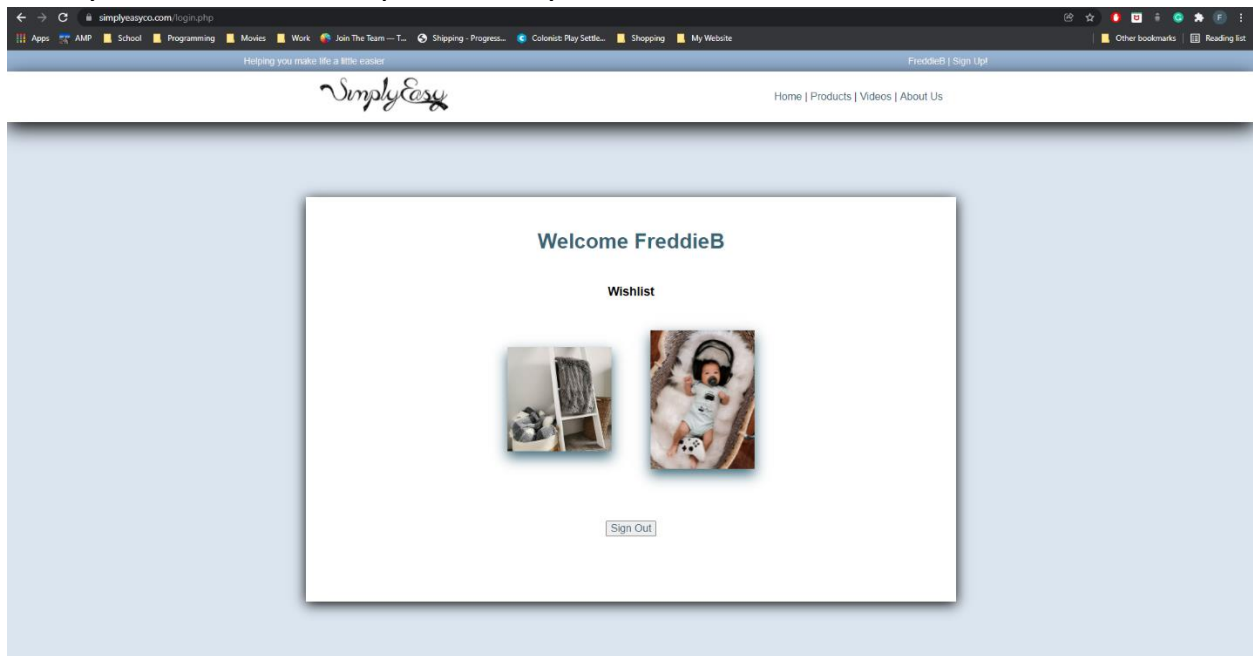 simplyeasyco.com/login.php
Apps AMP School Programming Movies Work Join The Team — T... Shipping - Progress... Colonist: Play Settle... Shopping My Website Other bookmarks Reading list
Helping you make life a little easier FreddieB | Sign Up!
SimplyEasy Home | Products | Videos | About Us
Welcome FreddieB
Wishlist
Sign Out